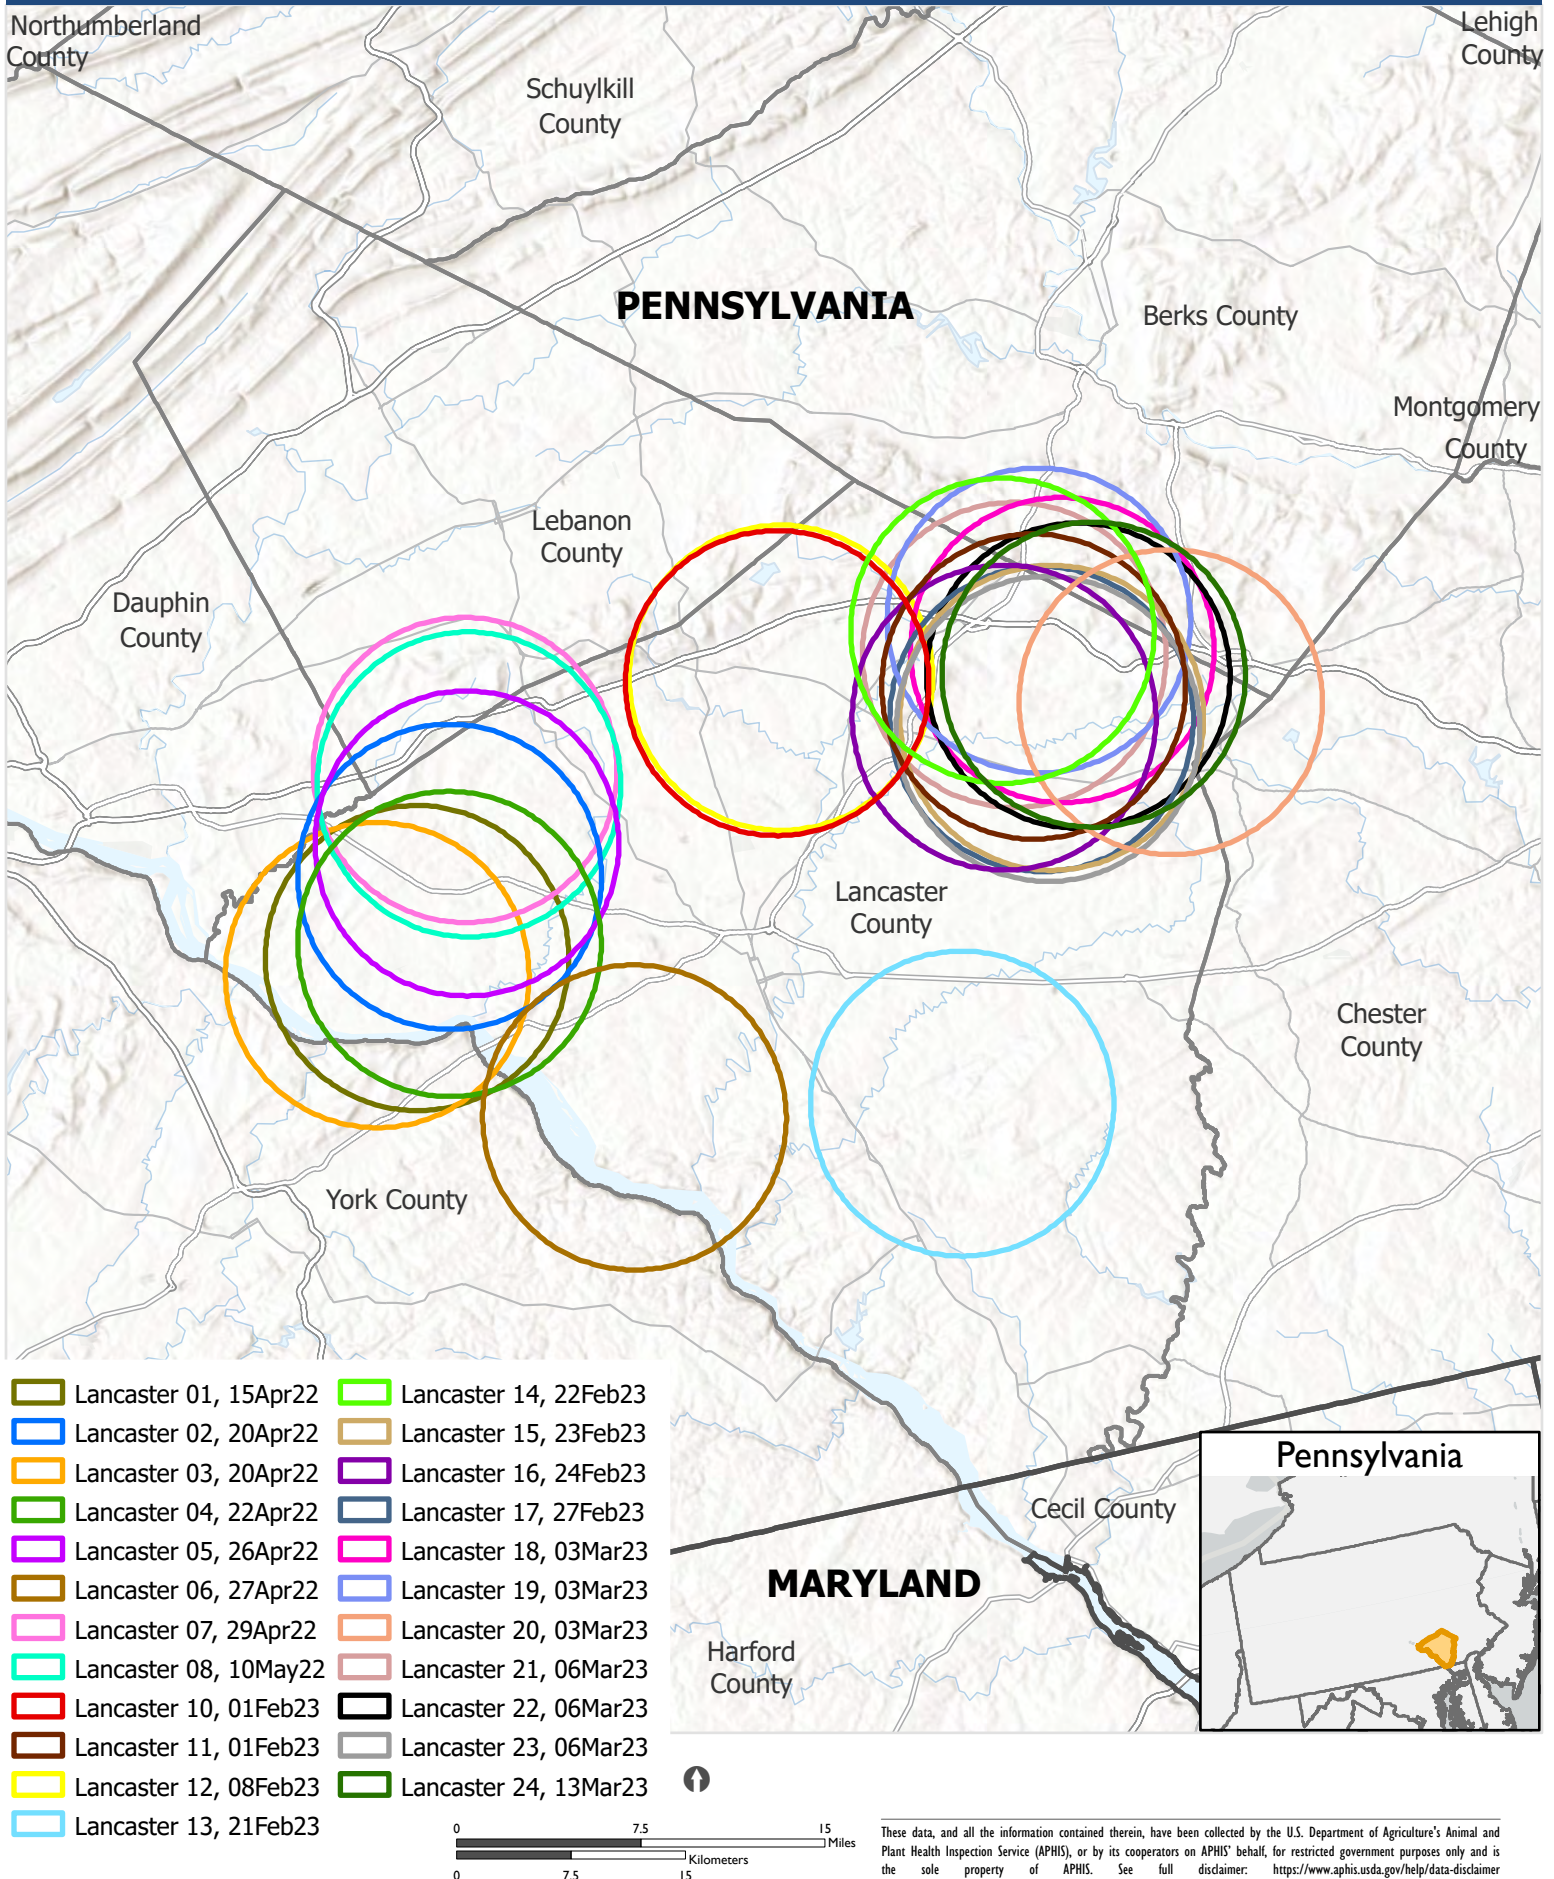 Northumberland
County
Lehigh
County
Schuylkill
County
PENNSYLVANIA
Berks County
Montgomery
County
Lebanon
County
Dauphin
County
Lancaster
County
Chester
County
York County
Cecil County
MARYLAND
Harford
County
Pennsylvania
Lancaster 01, 15Apr22
Lancaster 02, 20Apr22
Lancaster 03, 20Apr22
Lancaster 04, 22Apr22
Lancaster 05, 26Apr22
Lancaster 06, 27Apr22
Lancaster 07, 29Apr22
Lancaster 08, 10May22
Lancaster 10, 01Feb23
Lancaster 11, 01Feb23
Lancaster 12, 08Feb23
Lancaster 13, 21Feb23
Lancaster 14, 22Feb23
Lancaster 15, 23Feb23
Lancaster 16, 24Feb23
Lancaster 17, 27Feb23
Lancaster 18, 03Mar23
Lancaster 19, 03Mar23
Lancaster 20, 03Mar23
Lancaster 21, 06Mar23
Lancaster 22, 06Mar23
Lancaster 23, 06Mar23
Lancaster 24, 13Mar23
0 7.5 15
Miles
Kilometers
0 7.5 15
These data, and all the information contained therein, have been collected by the U.S. Department of Agriculture's Animal and
Plant Health Inspection Service (APHIS), or by its cooperators on APHIS' behalf, for restricted government purposes only and is
the sole property of APHIS. See full disclaimer: https://www.aphis.usda.gov/help/data-disclaimer